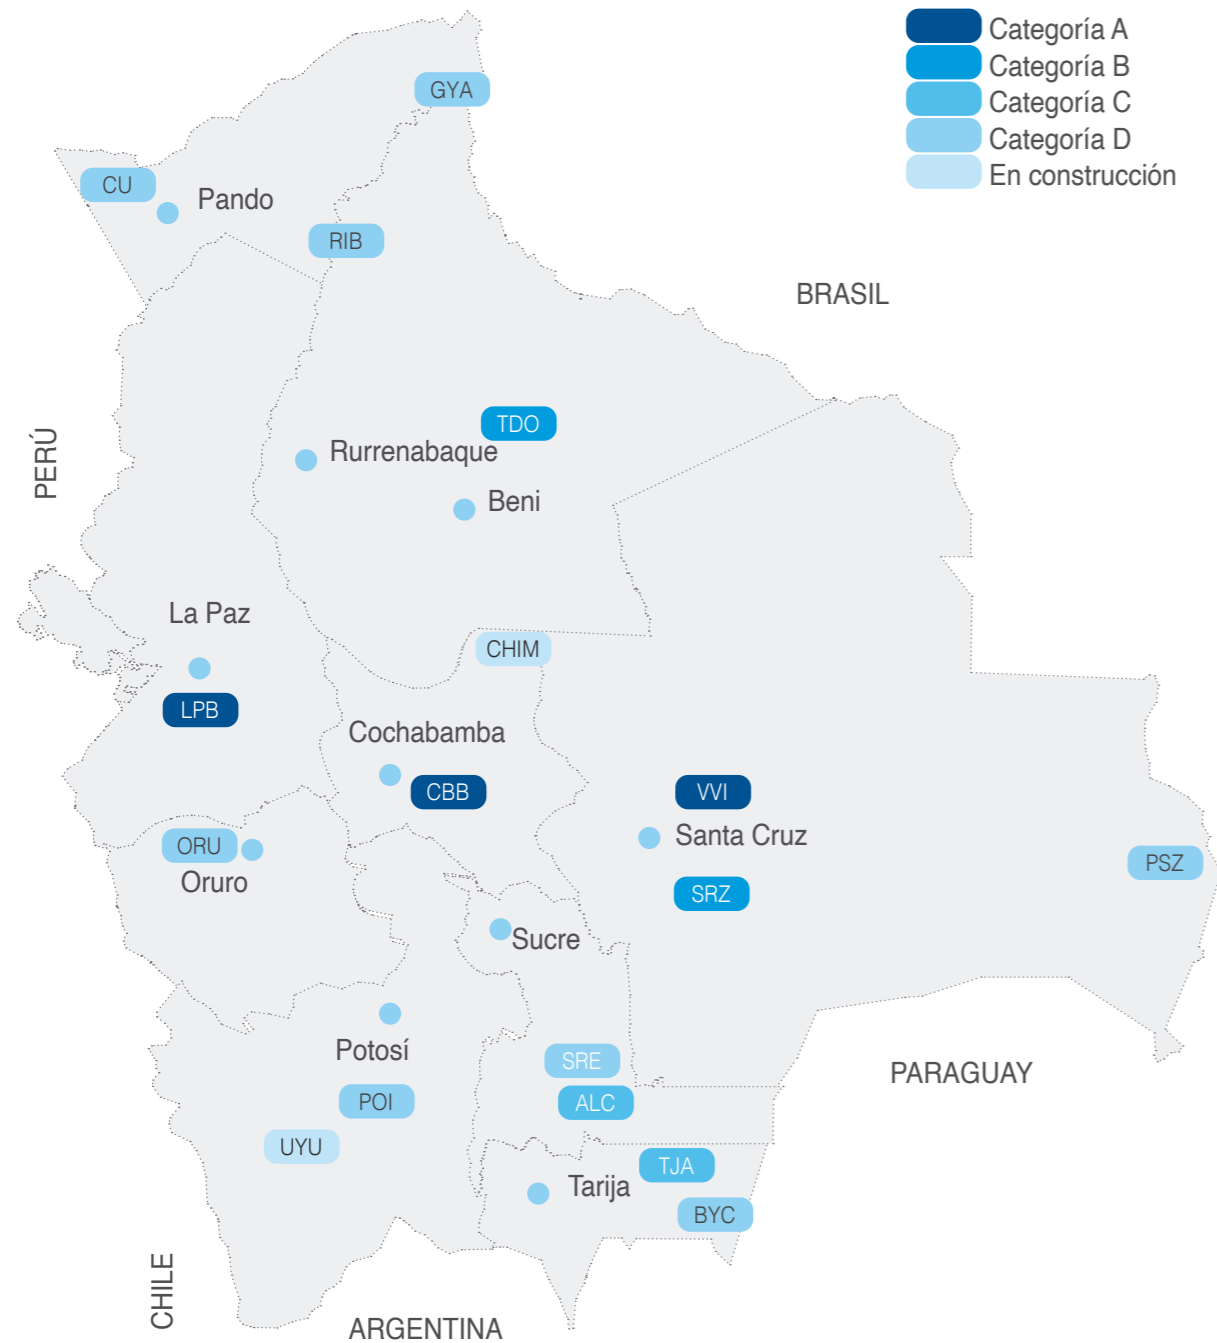 Categoría A
Categoría B
Categoría C
Categoría D
En construcción
GYA
CU
Pando
RIB
BRASIL
TDO
PERÚ
Rurrenabaque
Beni
La Paz
CHIM
LPB
Cochabamba
CBB
VVI
Santa Cruz
ORU
Oruro
PSZ
SRZ
Sucre
Potosí
SRE
PARAGUAY
POI
ALC
UYU
TJA
Tarija
BYC
CHILE
ARGENTINA